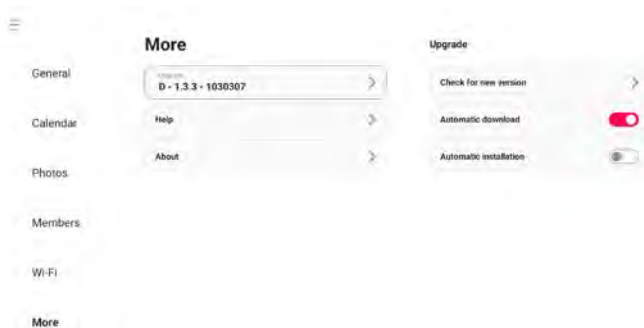 General
Calendar
Photos
Members
Wi-Fi
More
More
Upgrade
D - 1.3.3 - 1030307
Help
About
Upgrade
Check for new version
Automatic download
Automatic installation